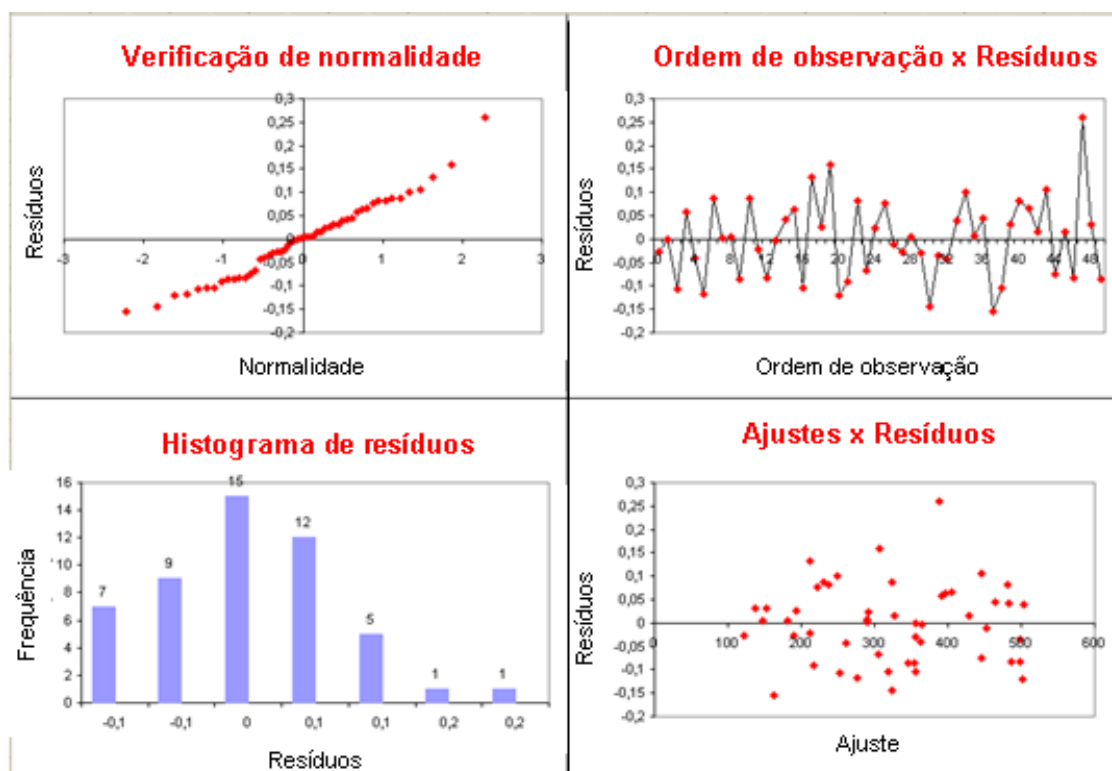 Verificação de normalidade
0,3
0,25
0,2
0,15
0,1
0,05
0
-0,05
-0,1
-0,15
-0,2
-3 -2 -1 0 1 2 3
Resíduos
Normalidade
Ordem de observação x Resíduos
0,3
0,25
0,2
0,15
0,1
0,05
0
-0,05
-0,1
-0,15
-0,2
0 4 8 12 16 20 24 28 32 36 40 44 48
Resíduos
Ordem de observação
Histograma de resíduos
16
14
12
10
8
6
4
2
0
7 9 15 12 5 1 1
-0,1 -0,1 0 0,1 0,1 0,2 0,2
Frequência
Resíduos
Ajustes x Resíduos
0,3
0,25
0,2
0,15
0,1
0,05
0
-0,05
-0,1
-0,15
-0,2
0 100 200 300 400 500 600
Resíduos
Ajuste